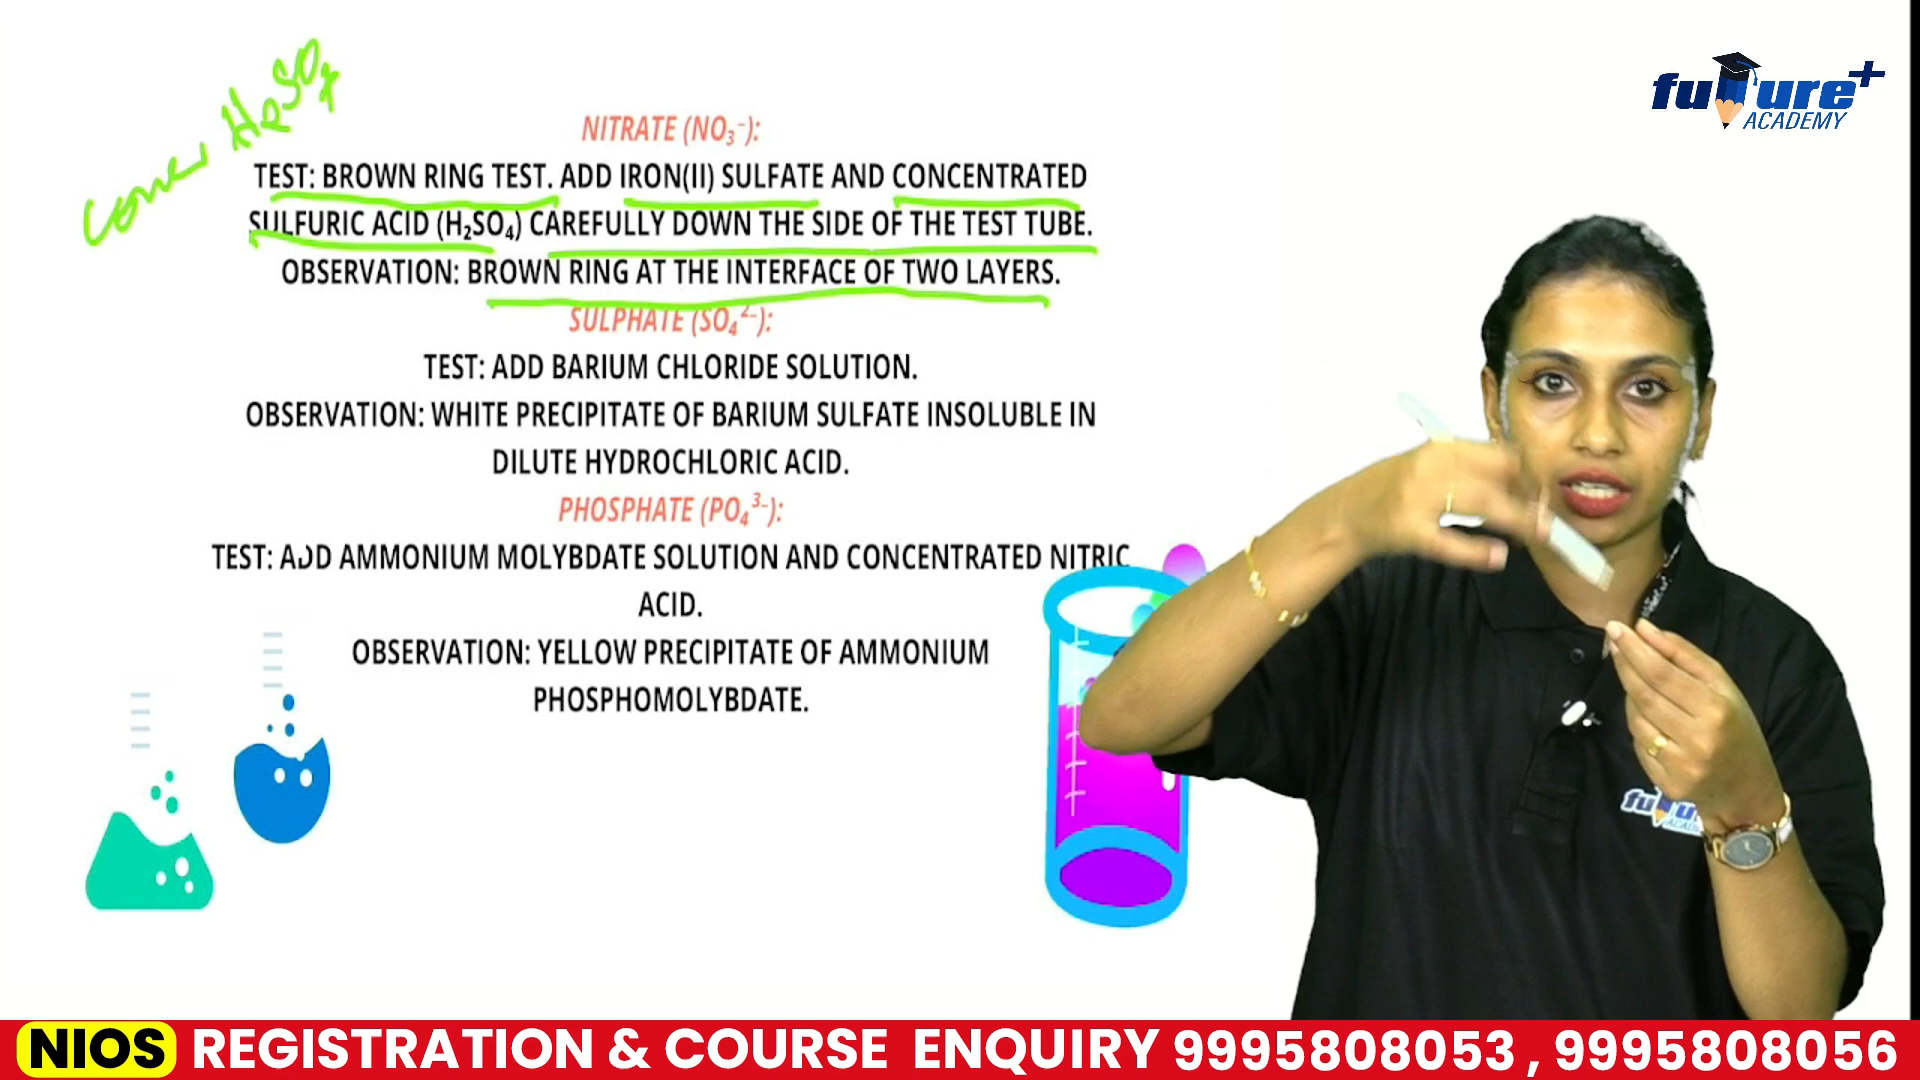 Conc H2SO4
future+
ACADEMY
NITRATE (NO₃⁻):
TEST: BROWN RING TEST. ADD IRON(II) SULFATE AND CONCENTRATED
SULFURIC ACID (H₂SO₄) CAREFULLY DOWN THE SIDE OF THE TEST TUBE.
OBSERVATION: BROWN RING AT THE INTERFACE OF TWO LAYERS.
SULPHATE (SO₄²⁻):
TEST: ADD BARIUM CHLORIDE SOLUTION.
OBSERVATION: WHITE PRECIPITATE OF BARIUM SULFATE INSOLUBLE IN
DILUTE HYDROCHLORIC ACID.
PHOSPHATE (PO₄³⁻):
TEST: ADD AMMONIUM MOLYBDATE SOLUTION AND CONCENTRATED NITRIC
ACID.
OBSERVATION: YELLOW PRECIPITATE OF AMMONIUM
PHOSPHOMOLYBDATE.
NIOS REGISTRATION & COURSE ENQUIRY 9995808053 , 9995808056